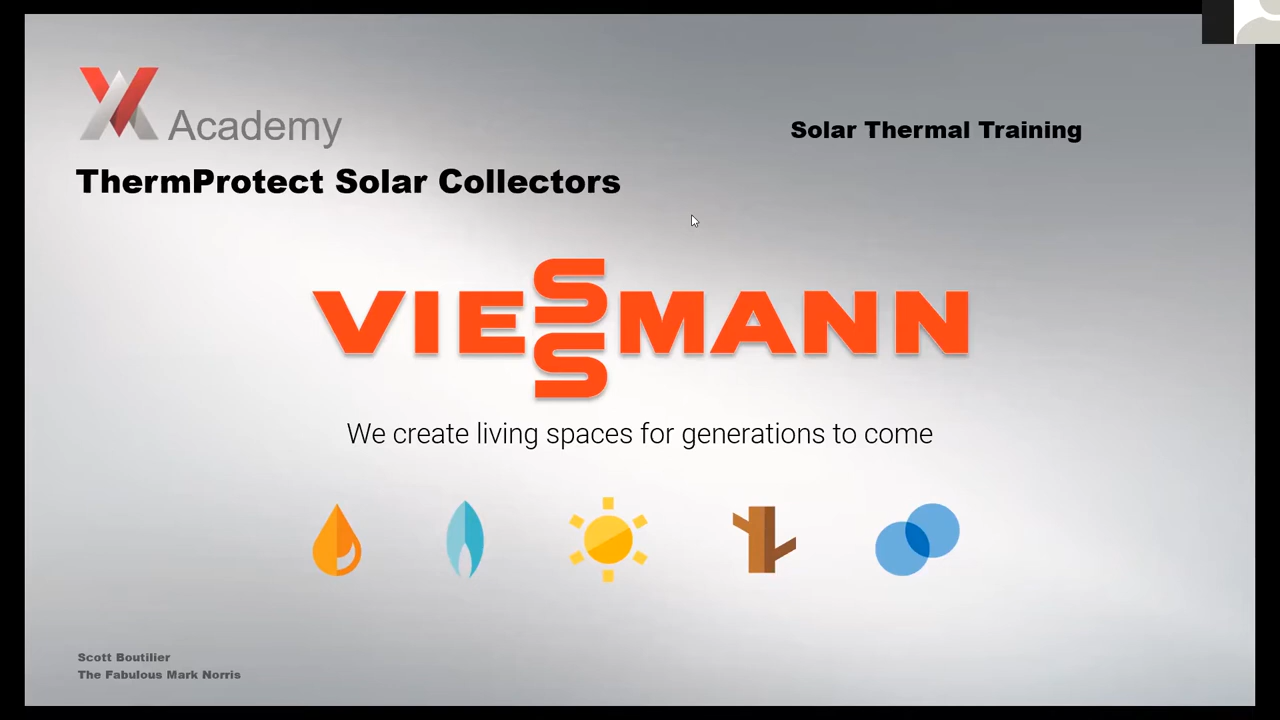 Academy
Solar Thermal Training
ThermProtect Solar Collectors
VIESSMANN
We create living spaces for generations to come
Scott Boutilier
The Fabulous Mark Norris